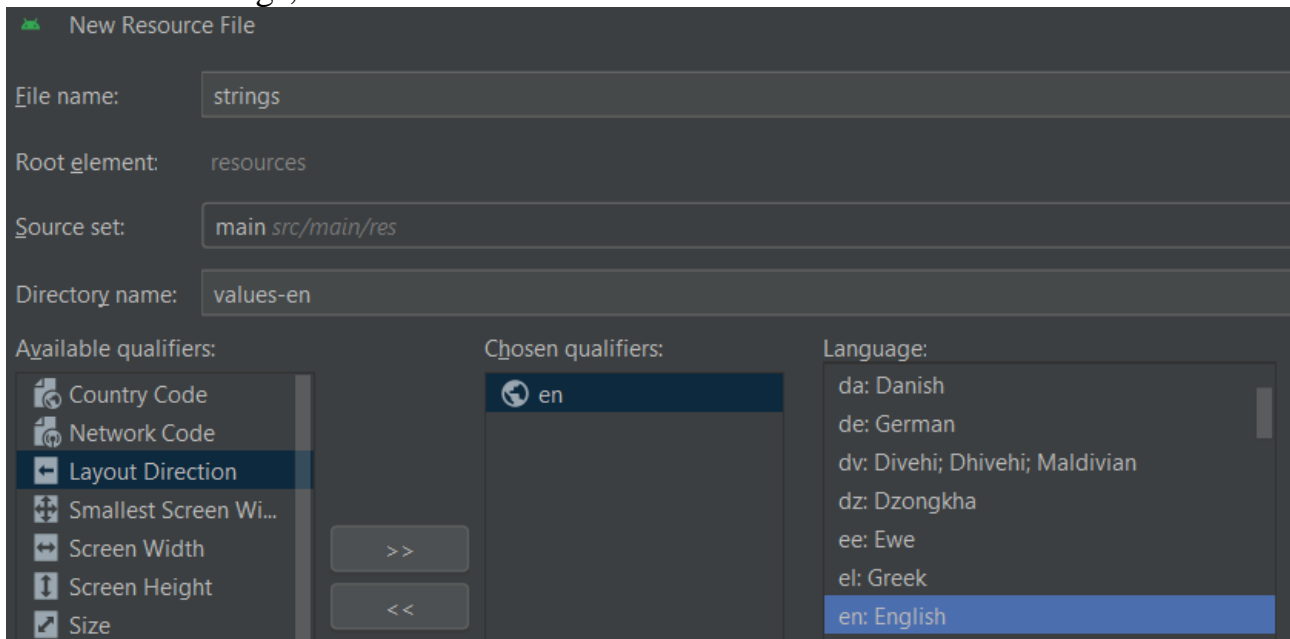 New Resource File
File name: strings
Root element: resources
Source set: main src/main/res
Directory name: values-en
Available qualifiers: Chosen qualifiers: Language:
Country Code en da: Danish
Network Code de: German
Layout Direction dv: Divehi; Dhivehi; Maldivian
Smallest Screen Wi... dz: Dzongkha
Screen Width >> ee: Ewe
Screen Height el: Greek
Size << en: English